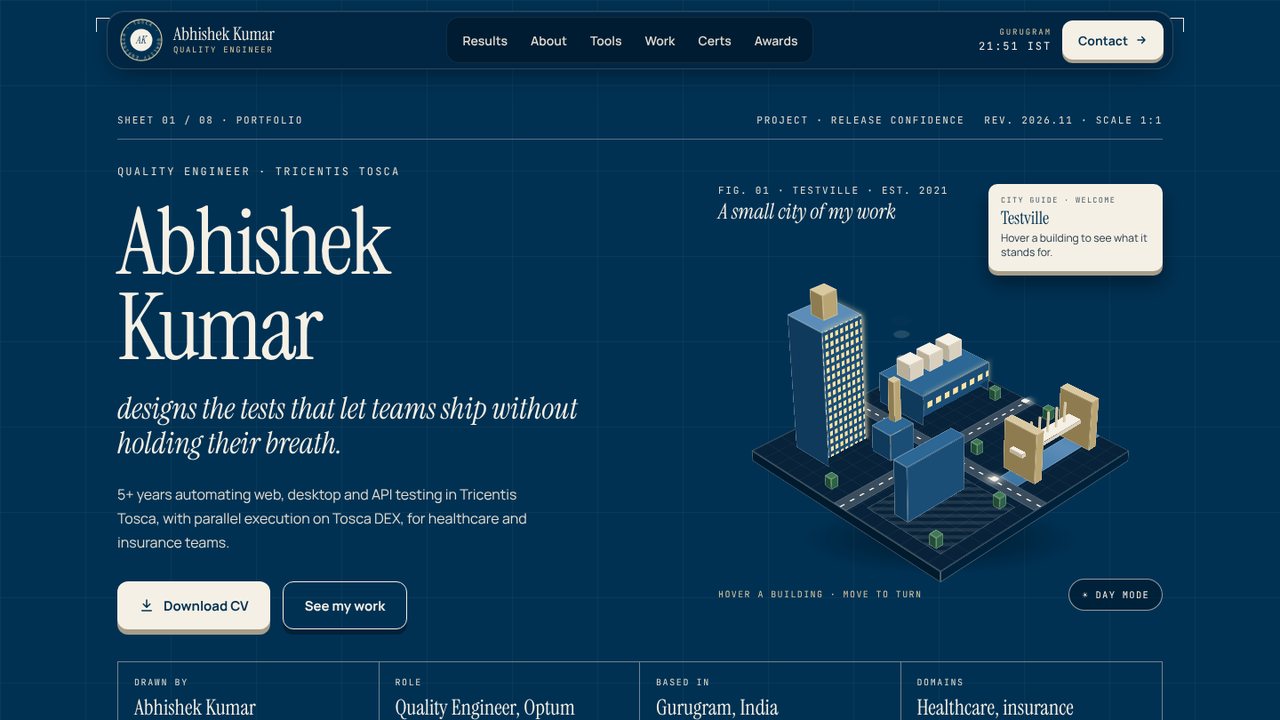 AK
Abhishek Kumar
QUALITY ENGINEER
Results
About
Tools
Work
Certs
Awards
GURUGRAM
21:51 IST
Contact →
SHEET 01 / 08 · PORTFOLIO
PROJECT · RELEASE CONFIDENCE
REV. 2026.11 · SCALE 1:1
QUALITY ENGINEER · TRICENTIS TOSCA
Abhishek
Kumar
designs the tests that let teams ship without
holding their breath.
5+ years automating web, desktop and API testing in Tricentis
Tosca, with parallel execution on Tosca DEX, for healthcare and
insurance teams.
Download CV
See my work
FIG. 01 · TESTVILLE · EST. 2021
A small city of my work
CITY GUIDE · WELCOME
Testville
Hover a building to see what it
stands for.
HOVER A BUILDING · MOVE TO TURN
☀ DAY MODE
DRAWN BY
Abhishek Kumar
ROLE
Quality Engineer, Optum
BASED IN
Gurugram, India
DOMAINS
Healthcare, insurance